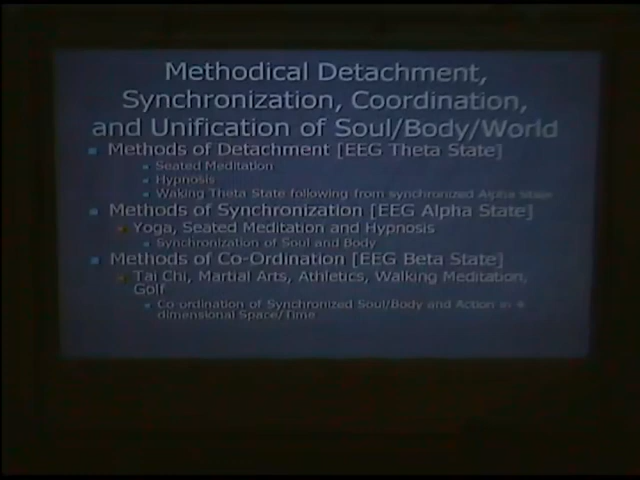 Methodical Detachment,
Synchronization, Coordination,
and Unification of Soul/Body/World
Methods of Detachment [EEG Theta State]
Seated Meditation
Hypnosis
Waking Theta State following from synchronized Alpha State
Methods of Synchronization [EEG Alpha State]
Yoga, Seated Meditation and Hypnosis
Synchronization of Soul and Body
Methods of Co-Ordination [EEG Beta State]
Tai Chi, Martial Arts, Athletics, Walking Meditation,
Golf
Co-ordination of Synchronized Soul/Body and Action in 4
dimensional Space/Time